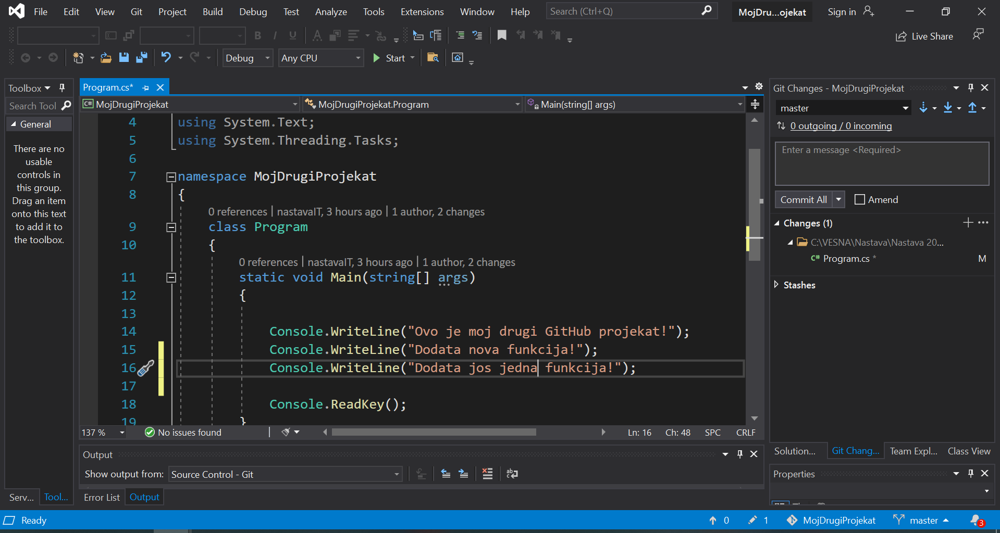 File Edit View Git Project Build Debug Test Analyze Tools Extensions Window Help Search (Ctrl+Q) MojDru...ojekat Sign in
Live Share
Debug Any CPU Start
Toolbox
Search Tool
General
There are no
usable
controls in
this group.
Drag an item
onto this text
to add it to
the toolbox.
Serv... Tool...
Program.cs*
C# MojDrugiProjekat MojDrugiProjekat.Program Main(string[] args)
4 using System.Text;
5 using System.Threading.Tasks;
6
7 namespace MojDrugiProjekat
8 {
0 references | nastavaIT, 3 hours ago | 1 author, 2 changes
9 class Program
10 {
0 references | nastavaIT, 3 hours ago | 1 author, 2 changes
11 static void Main(string[] args)
12 {
13
14 Console.WriteLine("Ovo je moj drugi GitHub projekat!");
15 Console.WriteLine("Dodata nova funkcija!");
16 Console.WriteLine("Dodata jos jedna funkcija!");
17
18 Console.ReadKey();
19 }
137 % No issues found Ln: 16 Ch: 48 SPC CRLF
Output
Show output from: Source Control - Git
Error List Output
Git Changes - MojDrugiProjekat
master
0 outgoing / 0 incoming
Enter a message <Required>
Commit All Amend
Changes (1)
C:\VESNA\Nastava\Nastava 20...
C# Program.cs * M
Stashes
Solution... Git Chang... Team Expl... Class View
Properties
Ready 0 1 MojDrugiProjekat master 3